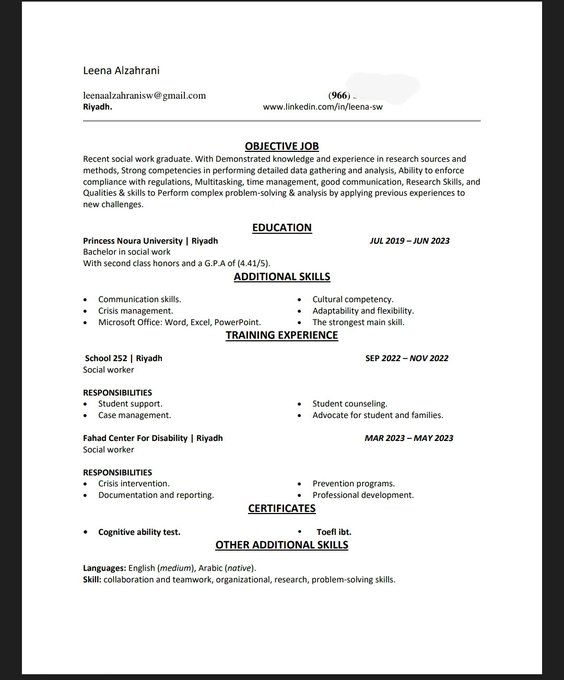 Leena Alzahrani
leenaalzahranisw@gmail.com (966)
Riyadh. www.linkedin.com/in/leena-sw
OBJECTIVE JOB
Recent social work graduate. With Demonstrated knowledge and experience in research sources and
methods, Strong competencies in performing detailed data gathering and analysis, Ability to enforce
compliance with regulations, Multitasking, time management, good communication, Research Skills, and
Qualities & skills to Perform complex problem-solving & analysis by applying previous experiences to
new challenges.
EDUCATION
Princess Noura University | Riyadh JUL 2019 – JUN 2023
Bachelor in social work
With second class honors and a G.P.A of (4.41/5).
ADDITIONAL SKILLS
• Communication skills. • Cultural competency.
• Crisis management. • Adaptability and flexibility.
• Microsoft Office: Word, Excel, PowerPoint. • The strongest main skill.
TRAINING EXPERIENCE
School 252 | Riyadh SEP 2022 – NOV 2022
Social worker
RESPONSIBILITIES
• Student support. • Student counseling.
• Case management. • Advocate for student and families.
Fahad Center For Disability | Riyadh MAR 2023 – MAY 2023
Social worker
RESPONSIBILITIES
• Crisis intervention. • Prevention programs.
• Documentation and reporting. • Professional development.
CERTIFICATES
• Cognitive ability test. • Toefl ibt.
OTHER ADDITIONAL SKILLS
Languages: English (medium), Arabic (native).
Skill: collaboration and teamwork, organizational, research, problem-solving skills.